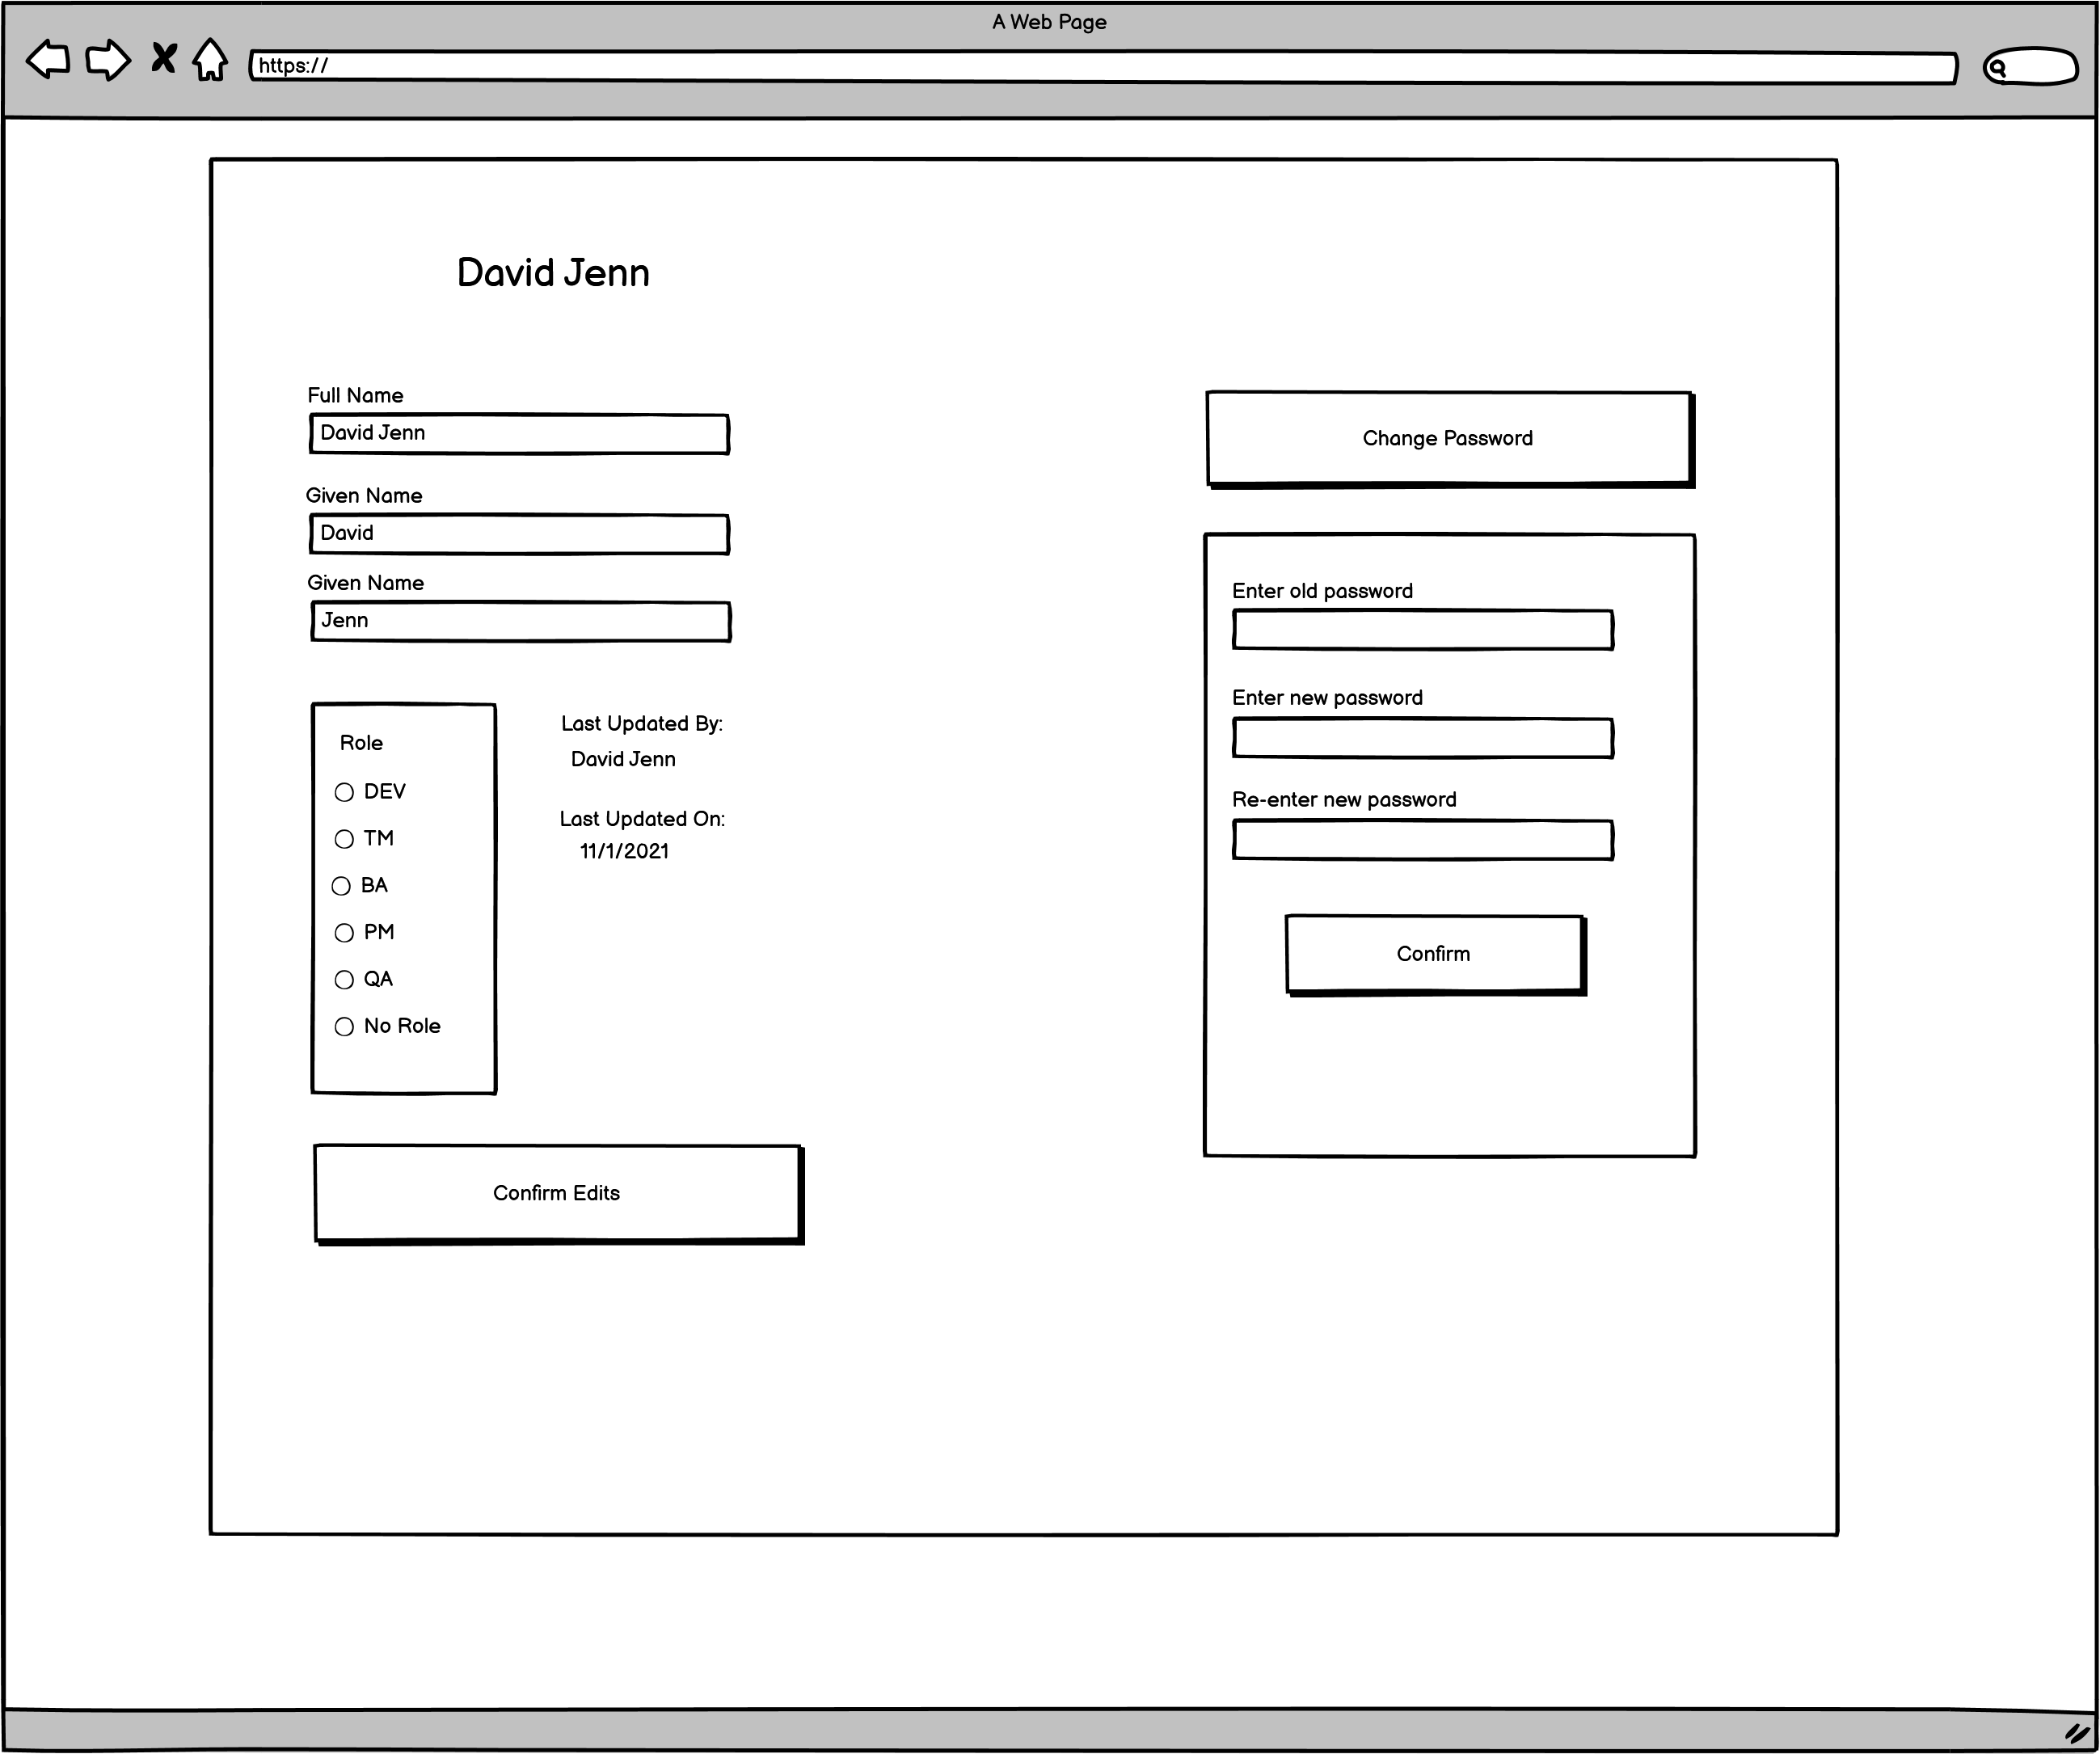 A Web Page
https://
David Jenn
Full Name
David Jenn
Given Name
David
Given Name
Jenn
Role
DEV
TM
BA
PM
QA
No Role
Last Updated By:
David Jenn
Last Updated On:
11/1/2021
Confirm Edits
Change Password
Enter old password
Enter new password
Re-enter new password
Confirm